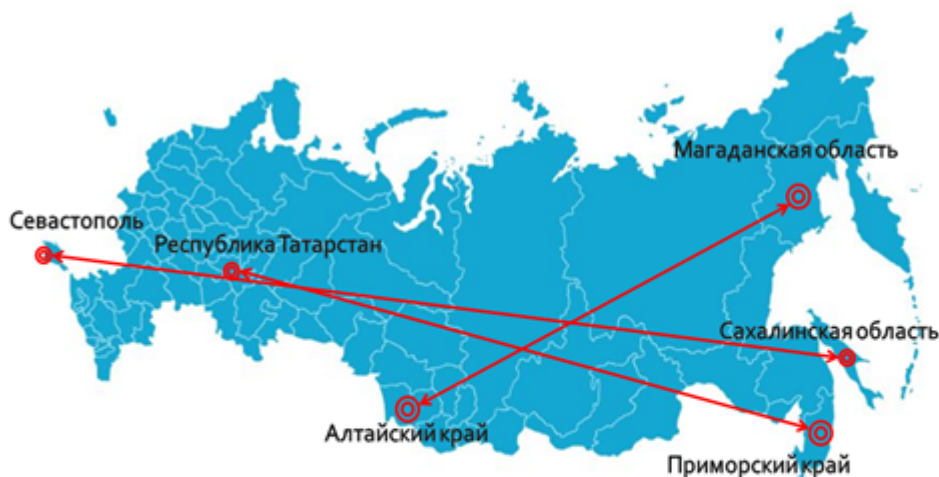 Магаданская область
Севастополь
Республика Татарстан
Сахалинская область
Алтайский край
Приморский край